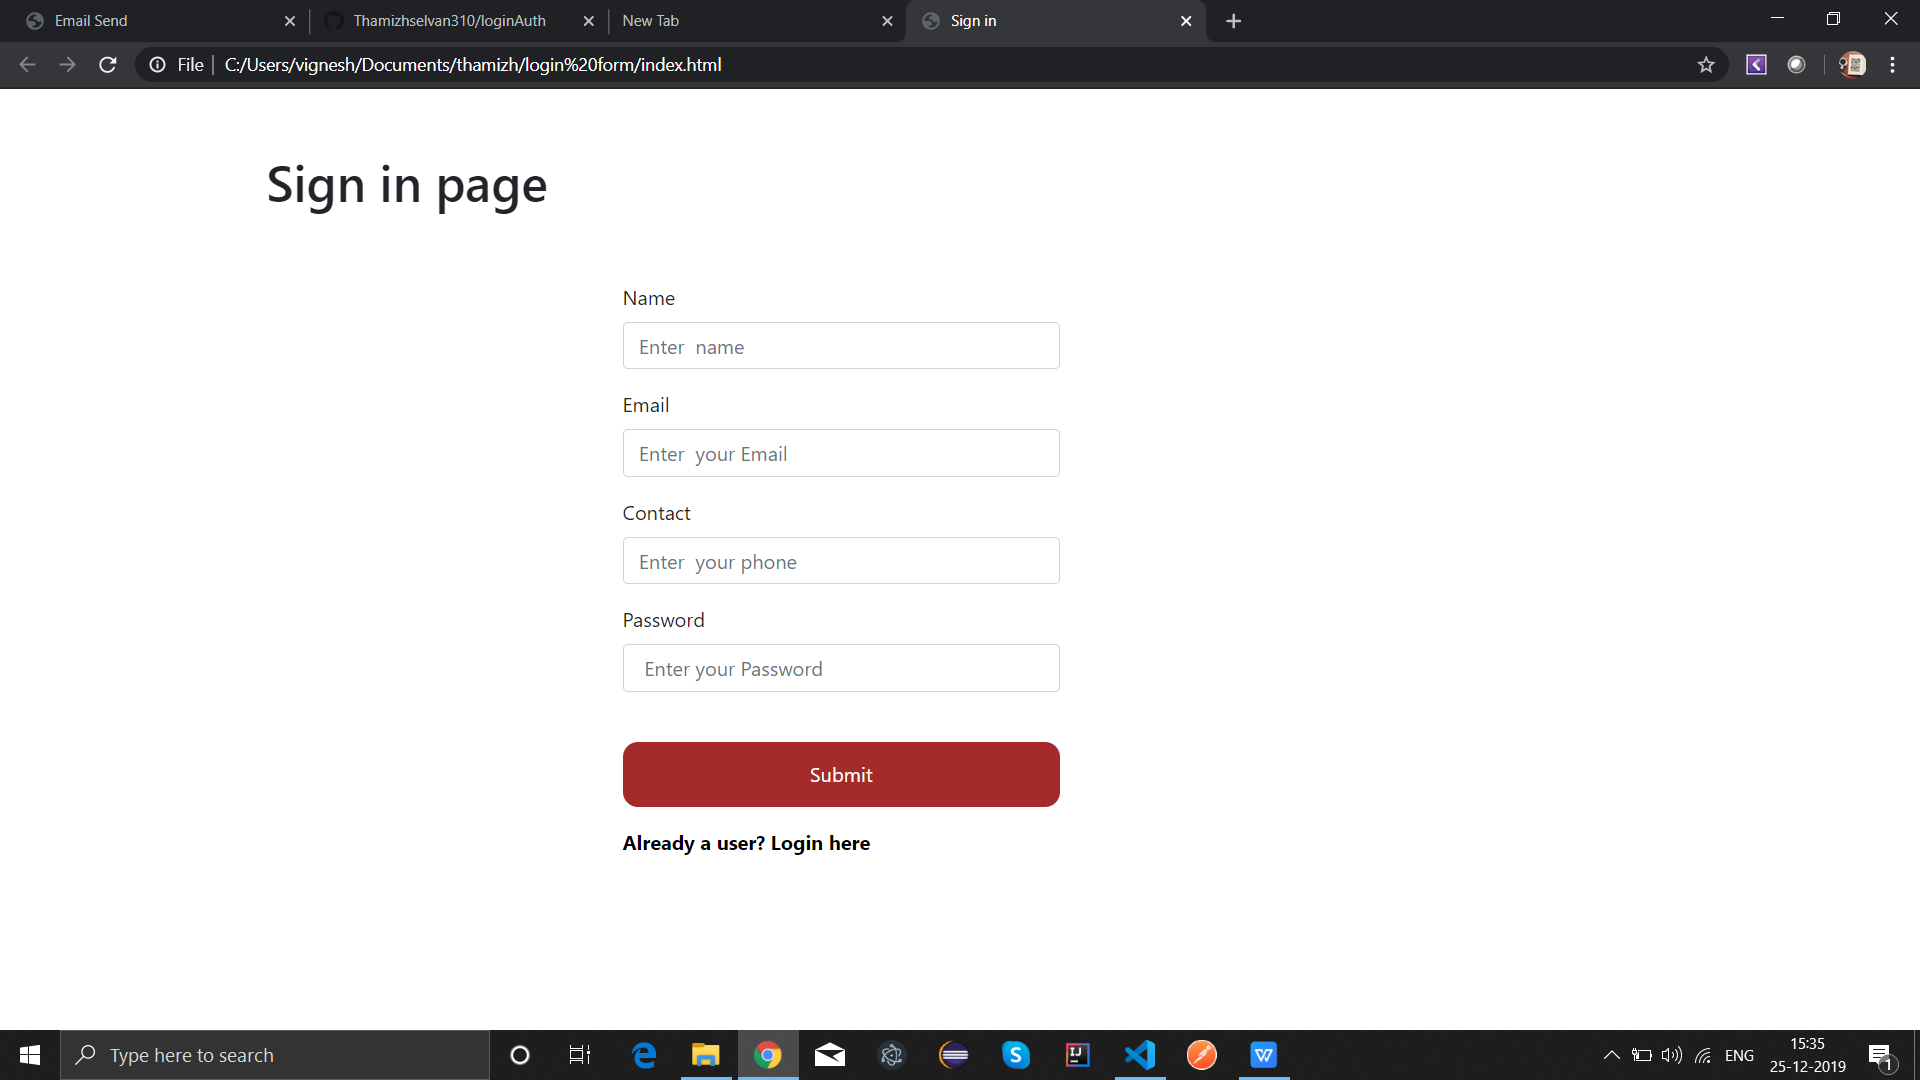 Email Send
Thamizhselvan310/loginAuth
New Tab
Sign in
File
C:/Users/vignesh/Documents/thamizh/login%20form/index.html
Sign in page
Name
Enter  name
Email
Enter  your Email
Contact
Enter  your phone
Password
Enter your Password
Submit
Already a user? Login here
Type here to search
ENG
15:35
25-12-2019
1